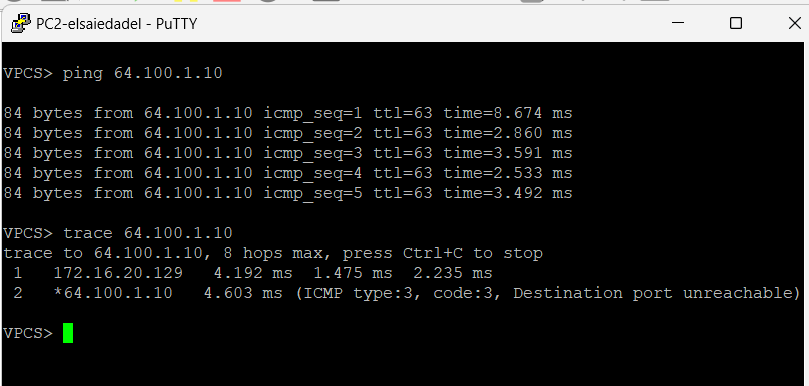 PC2-elsaiedadel - PuTTY
VPCS> ping 64.100.1.10
84 bytes from 64.100.1.10 icmp_seq=1 ttl=63 time=8.674 ms
84 bytes from 64.100.1.10 icmp_seq=2 ttl=63 time=2.860 ms
84 bytes from 64.100.1.10 icmp_seq=3 ttl=63 time=3.591 ms
84 bytes from 64.100.1.10 icmp_seq=4 ttl=63 time=2.533 ms
84 bytes from 64.100.1.10 icmp_seq=5 ttl=63 time=3.492 ms
VPCS> trace 64.100.1.10
trace to 64.100.1.10, 8 hops max, press Ctrl+C to stop
1   172.16.20.129   4.192 ms  1.475 ms  2.235 ms
2   *64.100.1.10   4.603 ms (ICMP type:3, code:3, Destination port unreachable)
VPCS>